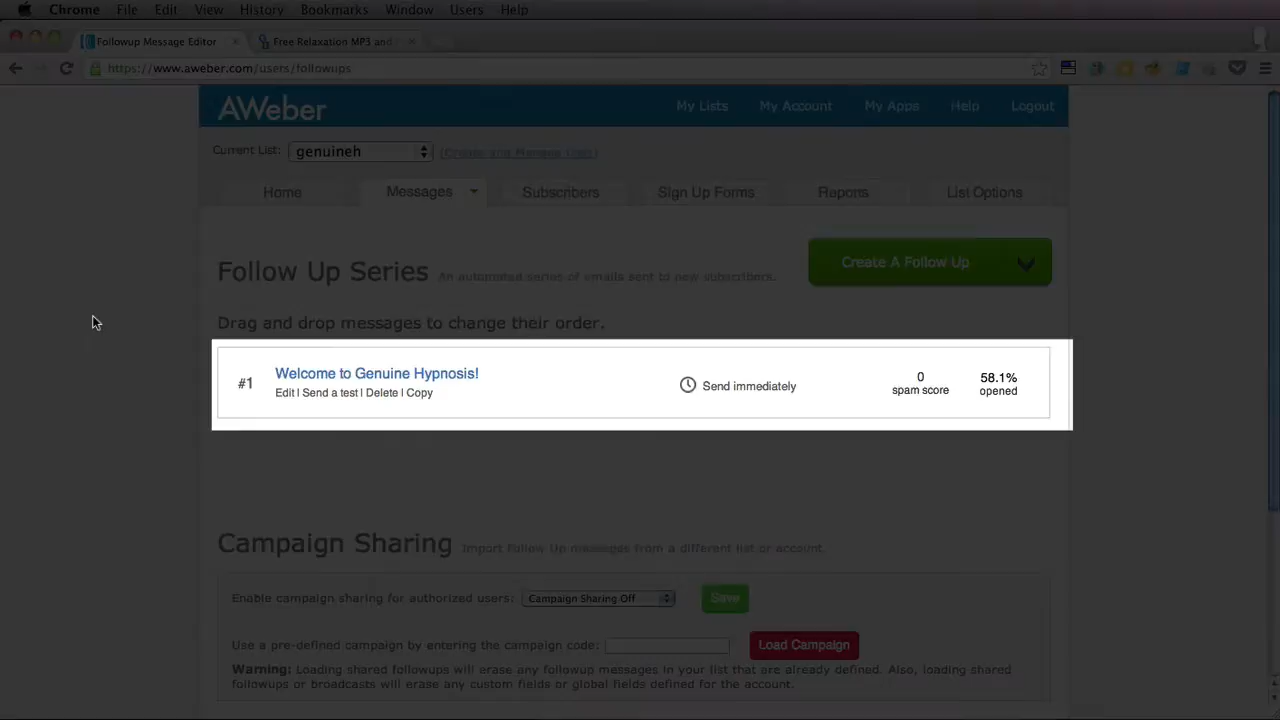 Chrome File Edit View History Bookmarks Window Users Help
Followup Message Editor × Free Relaxation MP3 and ×
https://www.aweber.com/users/followups
AWeber My Lists My Account My Apps Help Logout
Current List: genuineh (Create and Manage Lists)
Home Messages Subscribers Sign Up Forms Reports List Options
Follow Up Series An automated series of emails sent to new subscribers. Create A Follow Up
Drag and drop messages to change their order.
#1 Welcome to Genuine Hypnosis! Send immediately 0 58.1%
Edit | Send a test | Delete | Copy spam score opened
Campaign Sharing Import Follow Up messages from a different list or account.
Enable campaign sharing for authorized users: Campaign Sharing Off Save
Use a pre-defined campaign by entering the campaign code: Load Campaign
Warning: Loading shared followups will erase any followup messages in your list that are already defined. Also, loading shared
followups or broadcasts will erase any custom fields or global fields defined for the account.